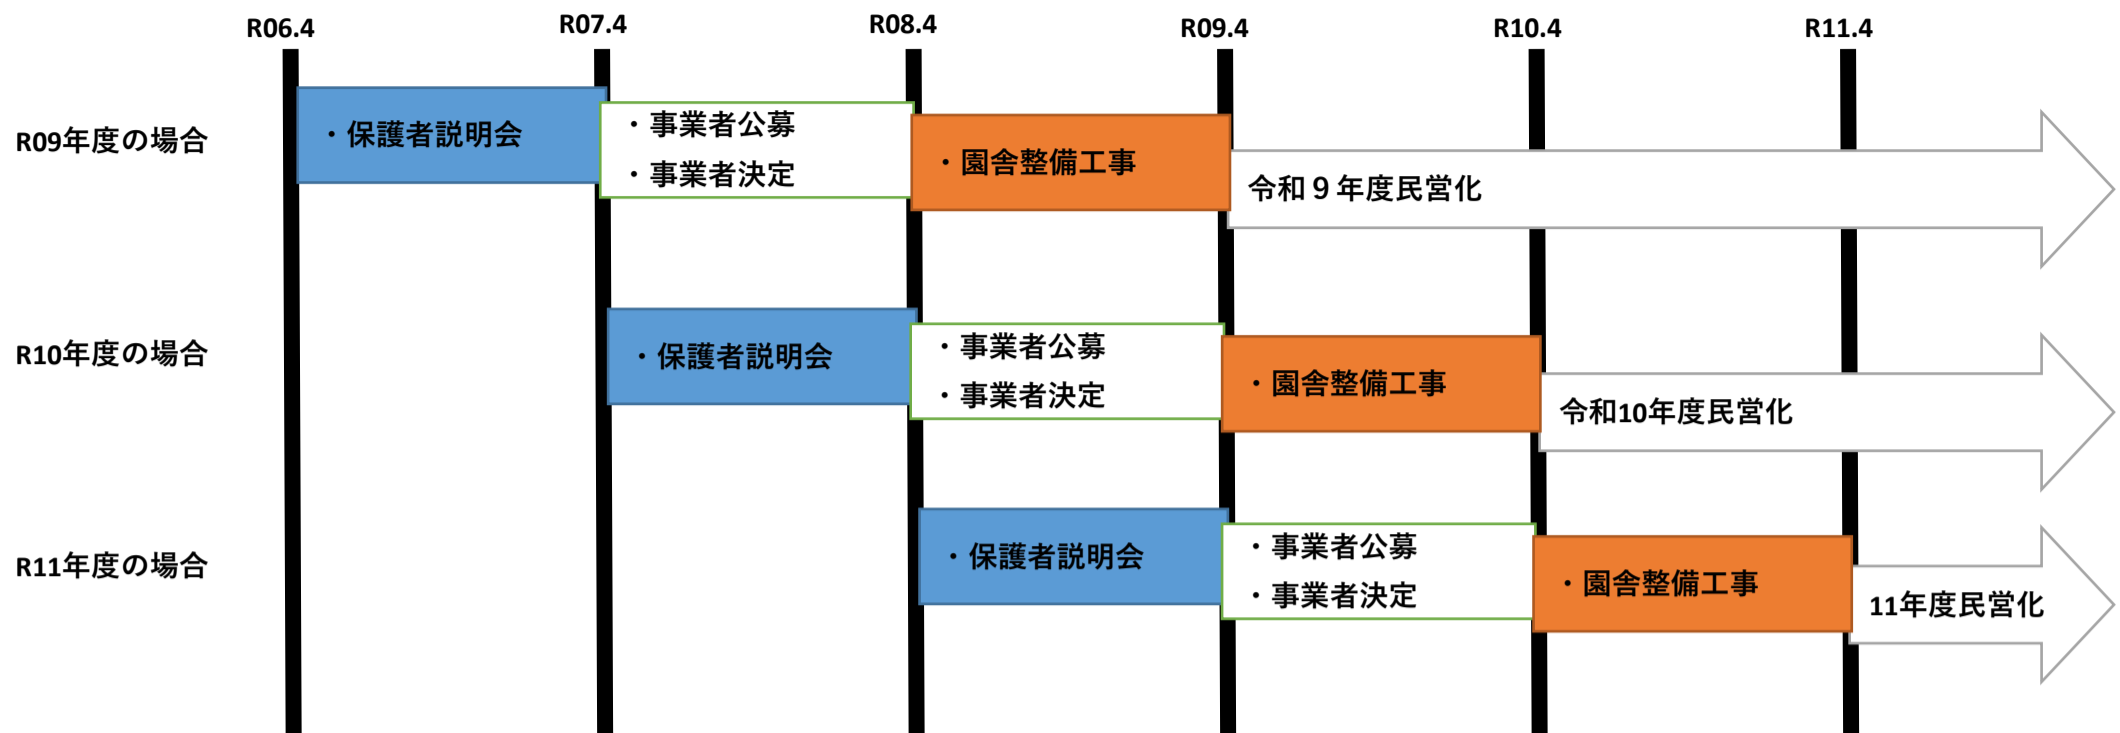 R06.4 R07.4 R08.4 R09.4 R10.4 R11.4
R09年度の場合
・保護者説明会
・事業者公募
・事業者決定
・園舎整備工事
令和９年度民営化
R10年度の場合
・保護者説明会
・事業者公募
・事業者決定
・園舎整備工事
令和10年度民営化
R11年度の場合
・保護者説明会
・事業者公募
・事業者決定
・園舎整備工事
11年度民営化